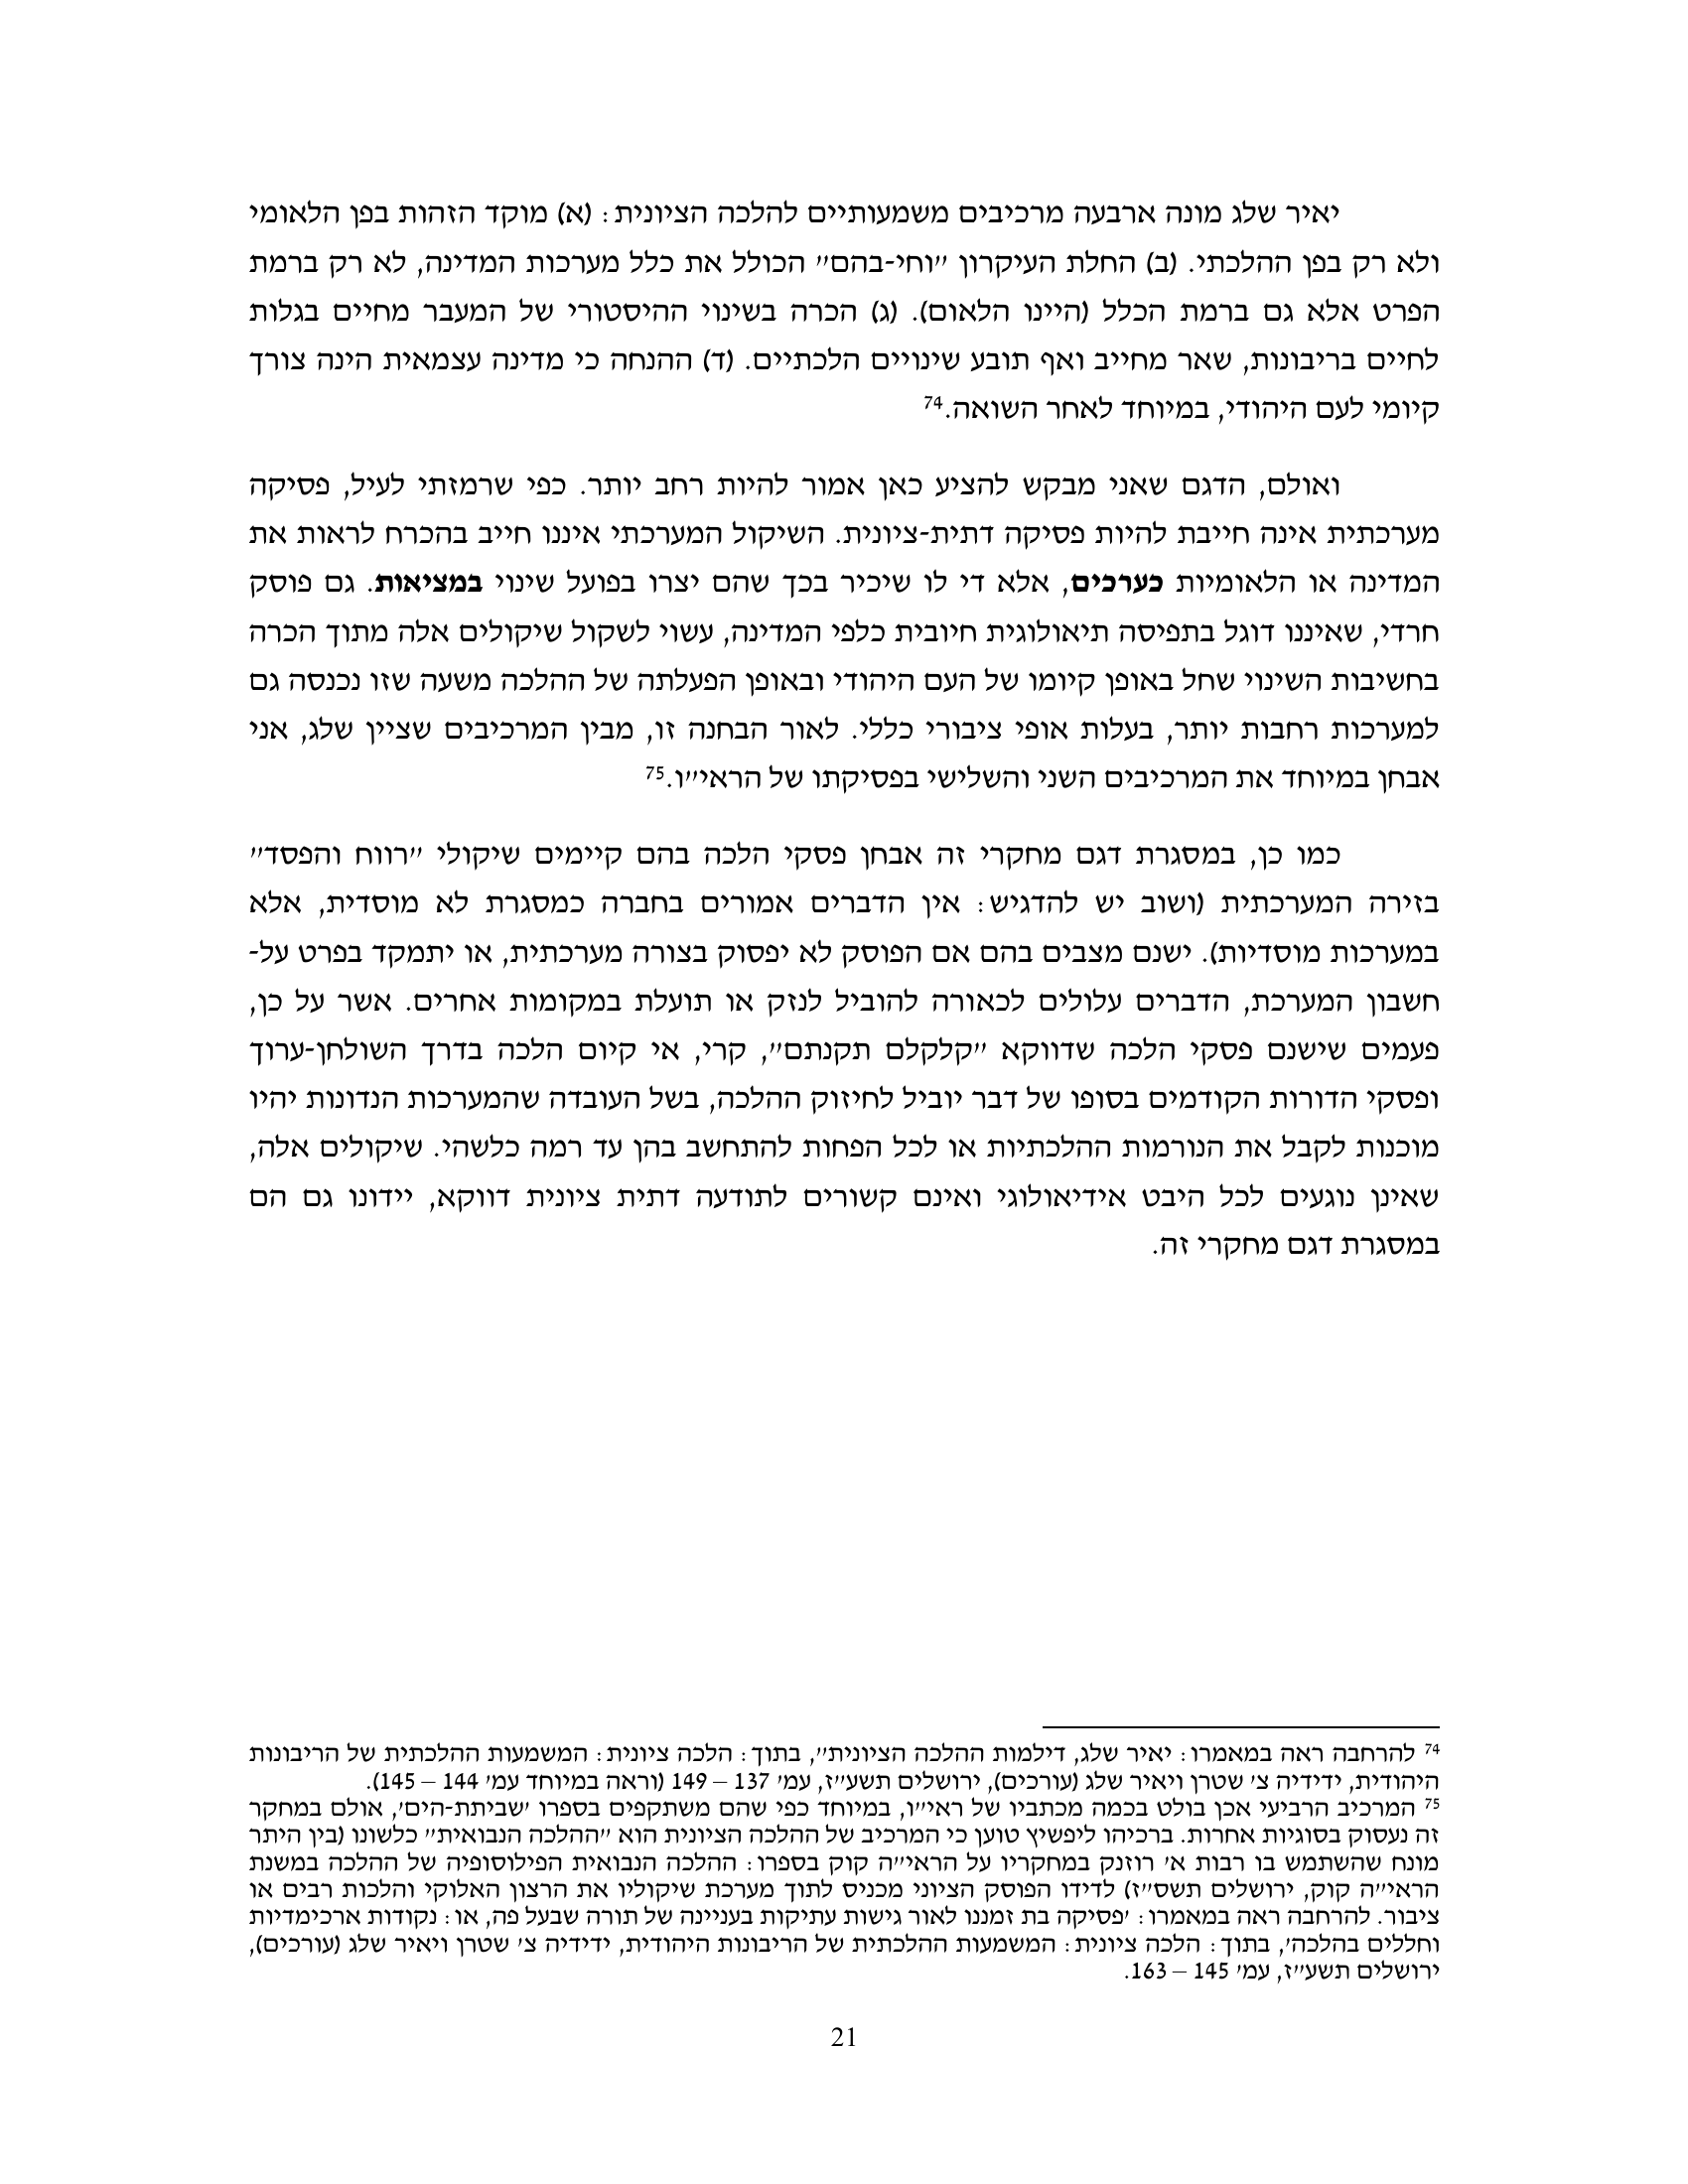 יאיר שלג מונה ארבעה מרכיבים משמעותיים להלכה הציונית: (א) מוקד הזהות בפן הלאומי
ולא רק בפן ההלכתי. (ב) החלת העיקרון "וחי-בהם" הכולל את כלל מערכות המדינה, לא רק ברמת
הפרט אלא גם ברמת הכלל (היינו הלאום). (ג) הכרה בשינוי ההיסטורי של המעבר מחיים בגלות
לחיים בריבונות, שאר מחייב ואף תובע שינויים הלכתיים. (ד) ההנחה כי מדינה עצמאית הינה צורך
קיומי לעם היהודי, במיוחד לאחר השואה.74
ואולם, הדגם שאני מבקש להציע כאן אמור להיות רחב יותר. כפי שרמזתי לעיל, פסיקה
מערכתית אינה חייבת להיות פסיקה דתית-ציונית. השיקול המערכתי איננו חייב בהכרח לראות את
המדינה או הלאומיות כערכים, אלא די לו שיכיר בכך שהם יצרו בפועל שינוי במציאות. גם פוסק
חרדי, שאיננו דוגל בתפיסה תיאולוגית חיובית כלפי המדינה, עשוי לשקול שיקולים אלה מתוך הכרה
בחשיבות השינוי שחל באופן קיומו של העם היהודי ובאופן הפעלתה של ההלכה משעה שזו נכנסה גם
למערכות רחבות יותר, בעלות אופי ציבורי כללי. לאור הבחנה זו, מבין המרכיבים שציין שלג, אני
אבחן במיוחד את המרכיבים השני והשלישי בפסיקתו של הראי"ו.75
כמו כן, במסגרת דגם מחקרי זה אבחן פסקי הלכה בהם קיימים שיקולי "רווח והפסד"
בזירה המערכתית (ושוב יש להדגיש: אין הדברים אמורים בחברה כמסגרת לא מוסדית, אלא
במערכות מוסדיות). ישנם מצבים בהם אם הפוסק לא יפסוק בצורה מערכתית, או יתמקד בפרט על-
חשבון המערכת, הדברים עלולים לכאורה להוביל לנזק או תועלת במקומות אחרים. אשר על כן,
פעמים שישנם פסקי הלכה שדווקא "קלקלם תקנתם", קרי, אי קיום הלכה בדרך השולחן-ערוך
ופסקי הדורות הקודמים בסופו של דבר יוביל לחיזוק ההלכה, בשל העובדה שהמערכות הנדונות יהיו
מוכנות לקבל את הנורמות ההלכתיות או לכל הפחות להתחשב בהן עד רמה כלשהי. שיקולים אלה,
שאינן נוגעים לכל היבט אידיאולוגי ואינם קשורים לתודעה דתית ציונית דווקא, יידונו גם הם
במסגרת דגם מחקרי זה.
74 להרחבה ראה במאמרו: יאיר שלג, דילמות ההלכה הציונית", בתוך: הלכה ציונית: המשמעות ההלכתית של הריבונות
היהודית, ידידיה צ' שטרן ויאיר שלג (עורכים), ירושלים תשע"ז, עמ' 137 – 149 (וראה במיוחד עמ' 144 – 145).
75 המרכיב הרביעי אכן בולט בכמה מכתביו של ראי"ו, במיוחד כפי שהם משתקפים בספרו 'שביתת-הים', אולם במחקר
זה נעסוק בסוגיות אחרות. ברכיהו ליפשיץ טוען כי המרכיב של ההלכה הציונית הוא "ההלכה הנבואית" כלשונו (בין היתר
מונח שהשתמש בו רבות א' רוזנק במחקריו על הראי"ה קוק בספרו: ההלכה הנבואית הפילוסופיה של ההלכה במשנת
הראי"ה קוק, ירושלים תשס"ז) לדידו הפוסק הציוני מכניס לתוך מערכת שיקוליו את הרצון האלוקי והלכות רבים או
ציבור. להרחבה ראה במאמרו: 'פסיקה בת זמננו לאור גישות עתיקות בעניינה של תורה שבעל פה, או: נקודות ארכימדיות
וחללים בהלכה', בתוך: הלכה ציונית: המשמעות ההלכתית של הריבונות היהודית, ידידיה צ' שטרן ויאיר שלג (עורכים),
ירושלים תשע"ז, עמ' 145 – 163.
21